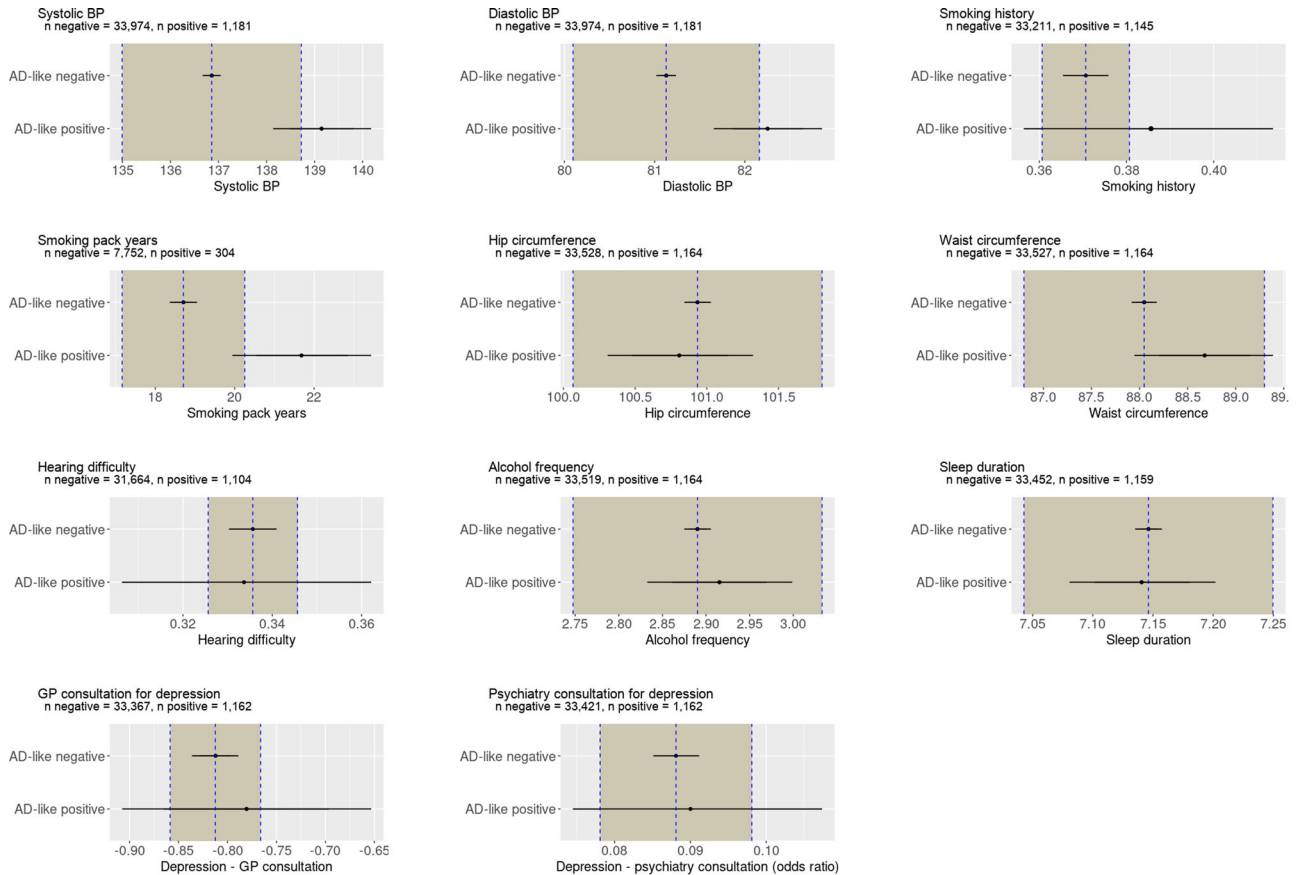 Systolic BP
n negative = 33,974, n positive = 1,181
AD-like negative
AD-like positive
135 136 137 138 139 140
Systolic BP
Diastolic BP
n negative = 33,974, n positive = 1,181
AD-like negative
AD-like positive
80 81 82
Diastolic BP
Smoking history
n negative = 33,211, n positive = 1,145
AD-like negative
AD-like positive
0.36 0.38 0.40
Smoking history
Smoking pack years
n negative = 7,752, n positive = 304
AD-like negative
AD-like positive
18 20 22
Smoking pack years
Hip circumference
n negative = 33,528, n positive = 1,164
AD-like negative
AD-like positive
100.0 100.5 101.0 101.5
Hip circumference
Waist circumference
n negative = 33,527, n positive = 1,164
AD-like negative
AD-like positive
87.0 87.5 88.0 88.5 89.0 89.
Waist circumference
Hearing difficulty
n negative = 31,664, n positive = 1,104
AD-like negative
AD-like positive
0.32 0.34 0.36
Hearing difficulty
Alcohol frequency
n negative = 33,519, n positive = 1,164
AD-like negative
AD-like positive
2.75 2.80 2.85 2.90 2.95 3.00
Alcohol frequency
Sleep duration
n negative = 33,452, n positive = 1,159
AD-like negative
AD-like positive
7.05 7.10 7.15 7.20 7.25
Sleep duration
GP consultation for depression
n negative = 33,367, n positive = 1,162
AD-like negative
AD-like positive
-0.90 -0.85 -0.80 -0.75 -0.70 -0.65
Depression - GP consultation
Psychiatry consultation for depression
n negative = 33,421, n positive = 1,162
AD-like negative
AD-like positive
0.08 0.09 0.10
Depression - psychiatry consultation (odds ratio)